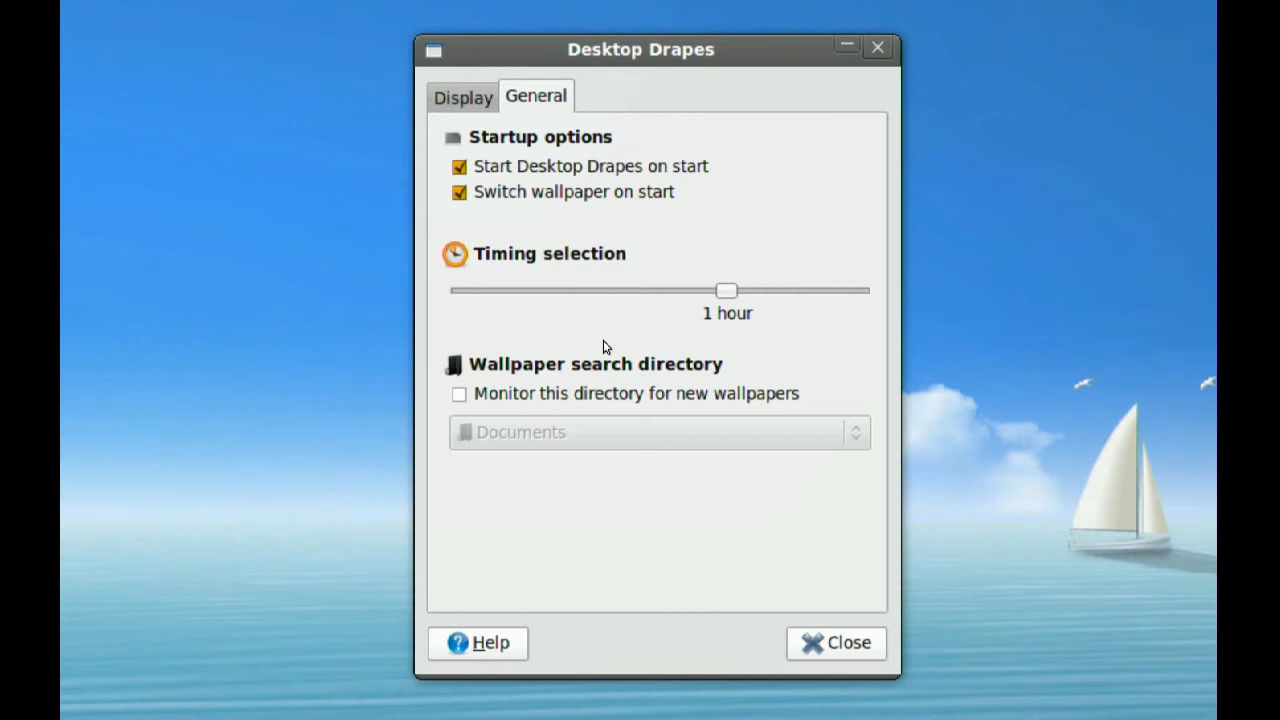 Desktop Drapes
Display
General
Startup options
Start Desktop Drapes on start
Switch wallpaper on start
Timing selection
1 hour
Wallpaper search directory
Monitor this directory for new wallpapers
Documents
Help
Close